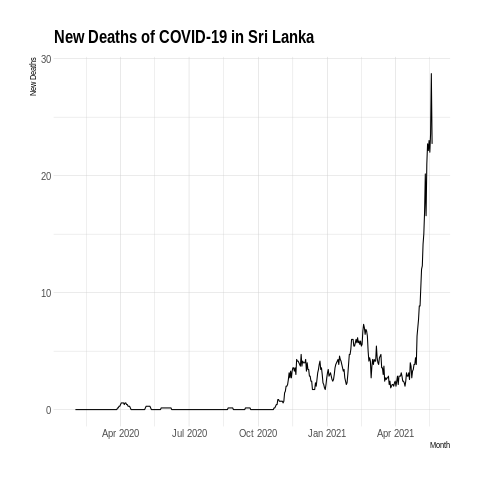 New Deaths of COVID-19 in Sri Lanka
New Deaths
30
20
10
0
Apr 2020 Jul 2020 Oct 2020 Jan 2021 Apr 2021
Month